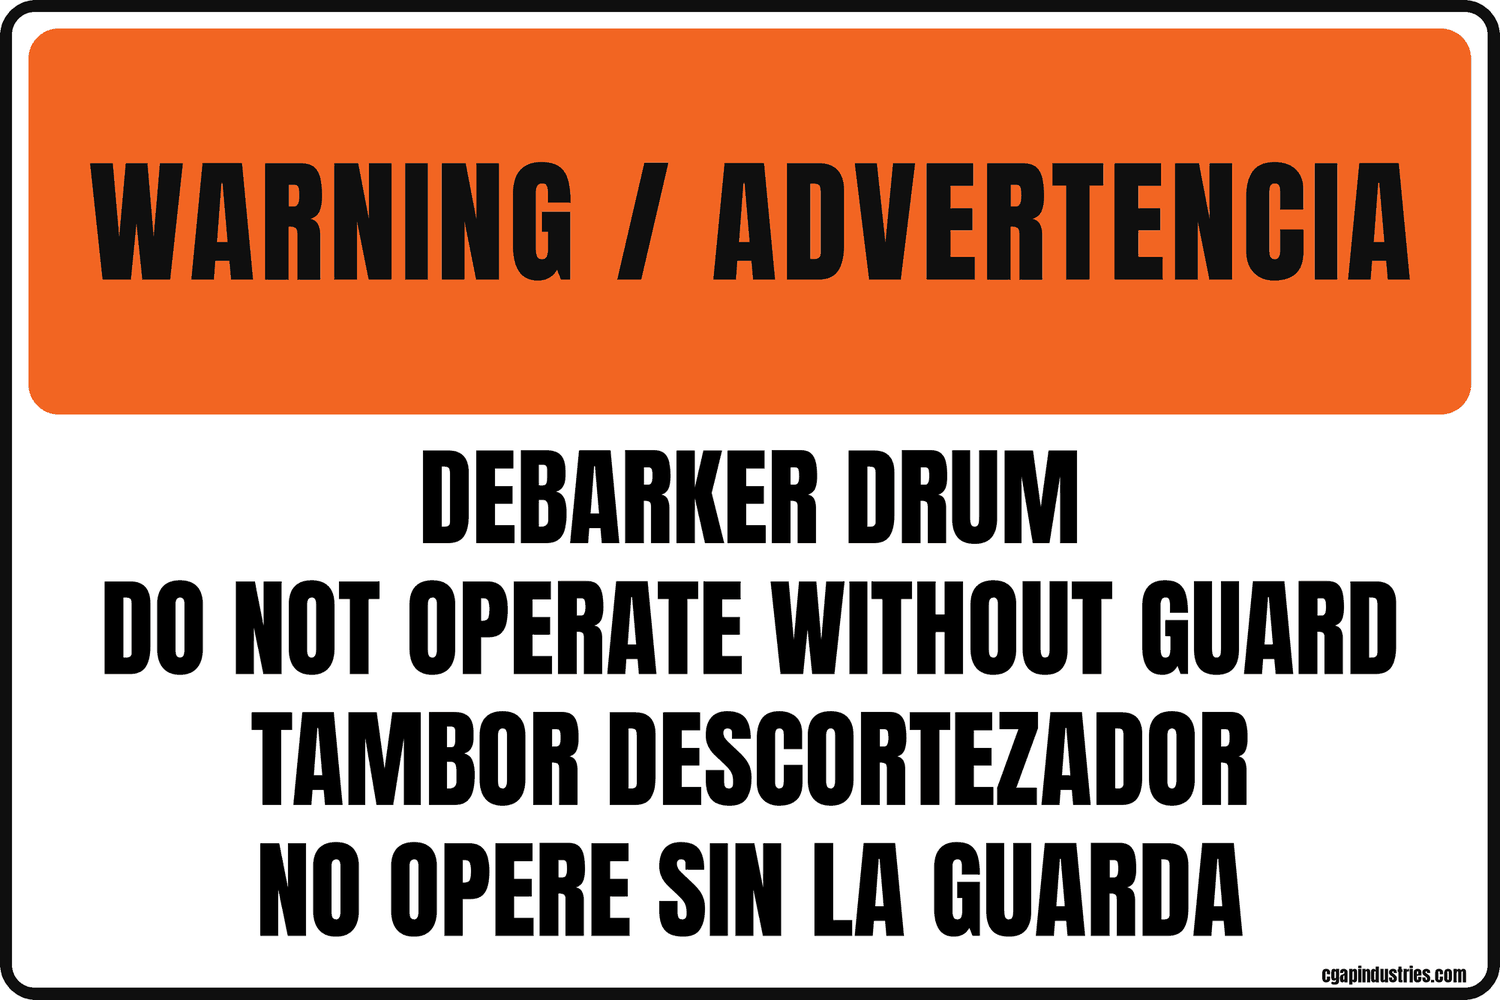 WARNING / ADVERTENCIA
DEBARKER DRUM
DO NOT OPERATE WITHOUT GUARD
TAMBOR DESCORTEZADOR
NO OPERE SIN LA GUARDA
cgapindustries.com